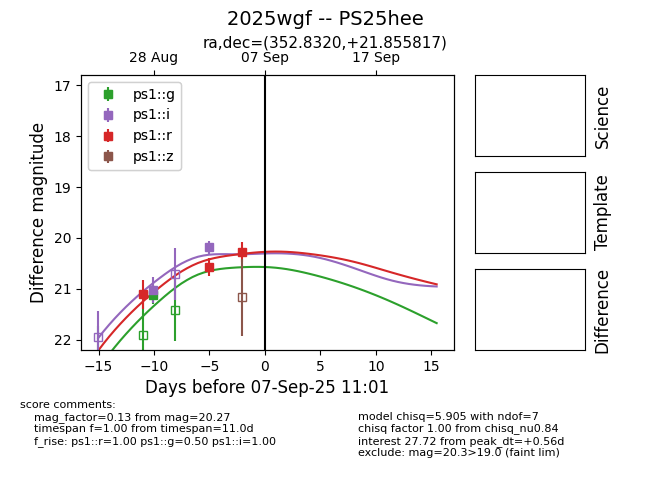 2025wgf -- PS25hee
ra,dec=(352.8320,+21.855817)
28 Aug
07 Sep
17 Sep
ps1::g
ps1::i
ps1::r
ps1::z
17
18
19
20
21
22
Difference magnitude
−15
−10
−5
0
5
10
15
Days before 07-Sep-25 11:01
Science
Template
Difference
score comments:
mag_factor=0.13 from mag=20.27
timespan f=1.00 from timespan=11.0d
f_rise: ps1::r=1.00 ps1::g=0.50 ps1::i=1.00
model chisq=5.905 with ndof=7
chisq factor 1.00 from chisq_nu0.84
interest 27.72 from peak_dt=+0.56d
exclude: mag=20.3>19.0 (faint lim)